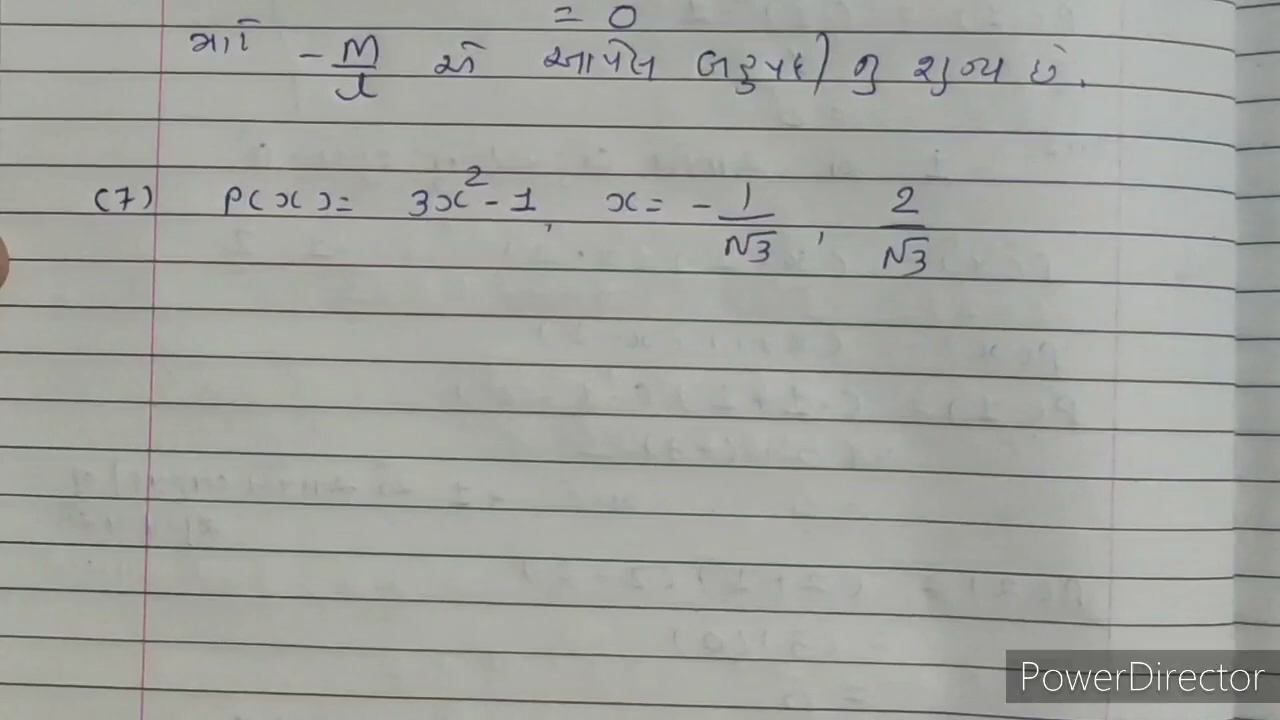 = 0
માટે - M/l એ આપેલ બહુપદી નુ શુન્ય છે.
(7) P(x) = 3x² - 1, x = - 1/√3, 2/√3
PowerDirector